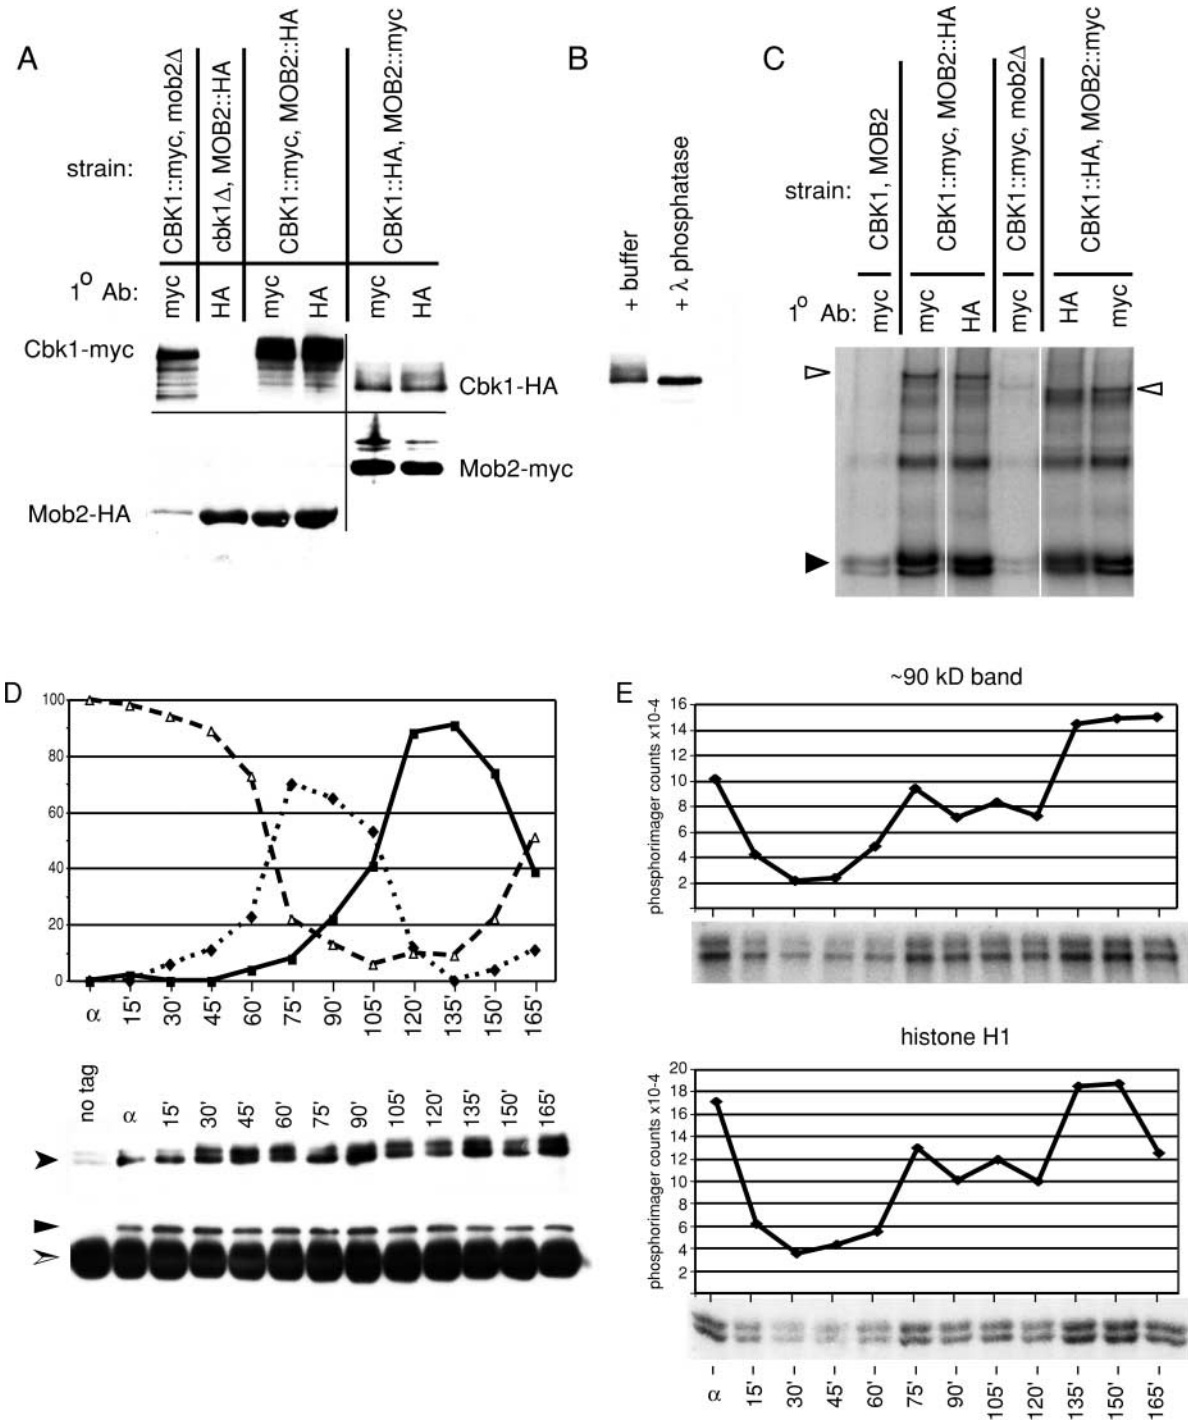 A
strain:
CBK1::myc, mob2Δ
cbk1Δ, MOB2::HA
CBK1::myc, MOB2::HA
CBK1::HA, MOB2::myc
1° Ab:
myc
HA
myc
HA
myc
HA
Cbk1-myc
Cbk1-HA
Mob2-myc
Mob2-HA
B
+ buffer
+ λ phosphatase
C
strain:
CBK1, MOB2
CBK1::myc, MOB2::HA
CBK1::myc, mob2Δ
CBK1::HA, MOB2::myc
1° Ab:
myc
myc
HA
myc
HA
myc
D
100
80
60
40
20
0
α
15'
30'
45'
60'
75'
90'
105'
120'
135'
150'
165'
no tag
α
15'
30'
45'
60'
75'
90'
105'
120'
135'
150'
165'
E
~90 kD band
phosphorimager counts x10-4
16
14
12
10
8
6
4
2
histone H1
phosphorimager counts x10-4
20
18
16
14
12
10
8
6
4
2
α
15'
30'
45'
60'
75'
90'
105'
120'
135'
150'
165'